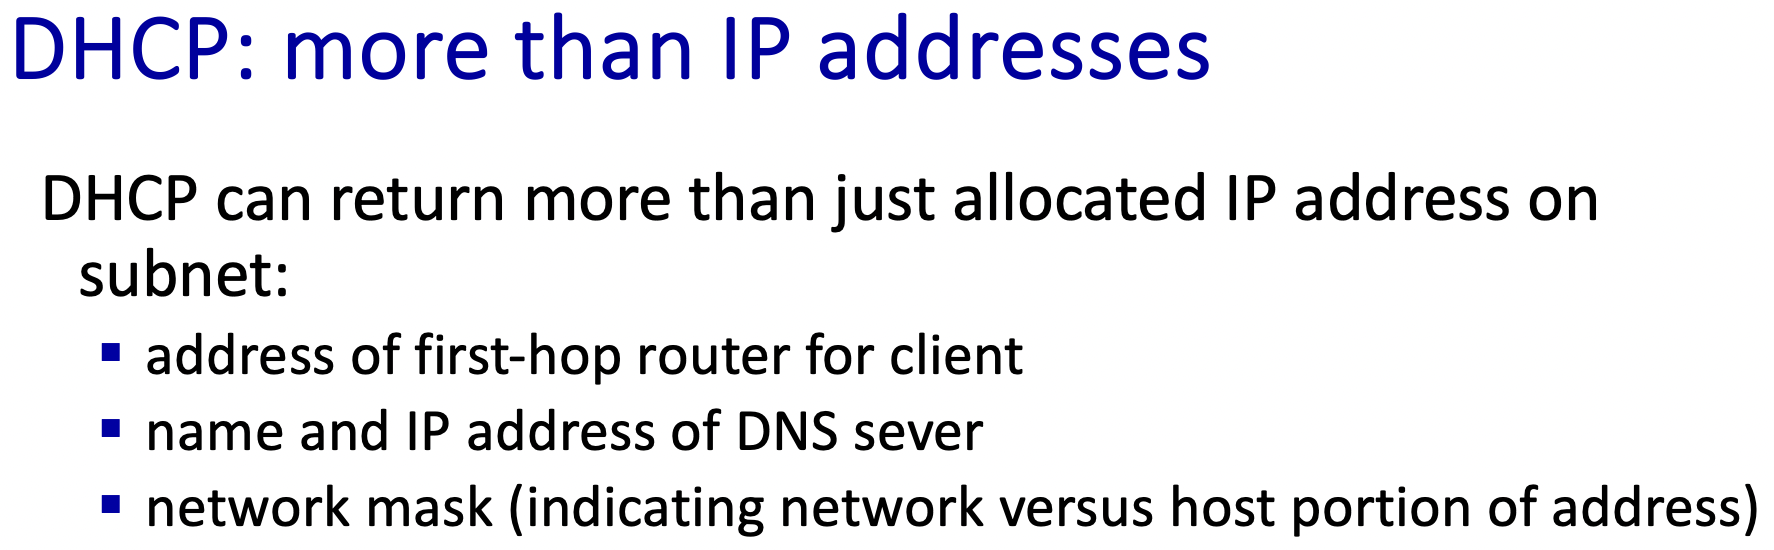 DHCP: more than IP addresses
DHCP can return more than just allocated IP address on
subnet:
▪ address of first-hop router for client
▪ name and IP address of DNS sever
▪ network mask (indicating network versus host portion of address)